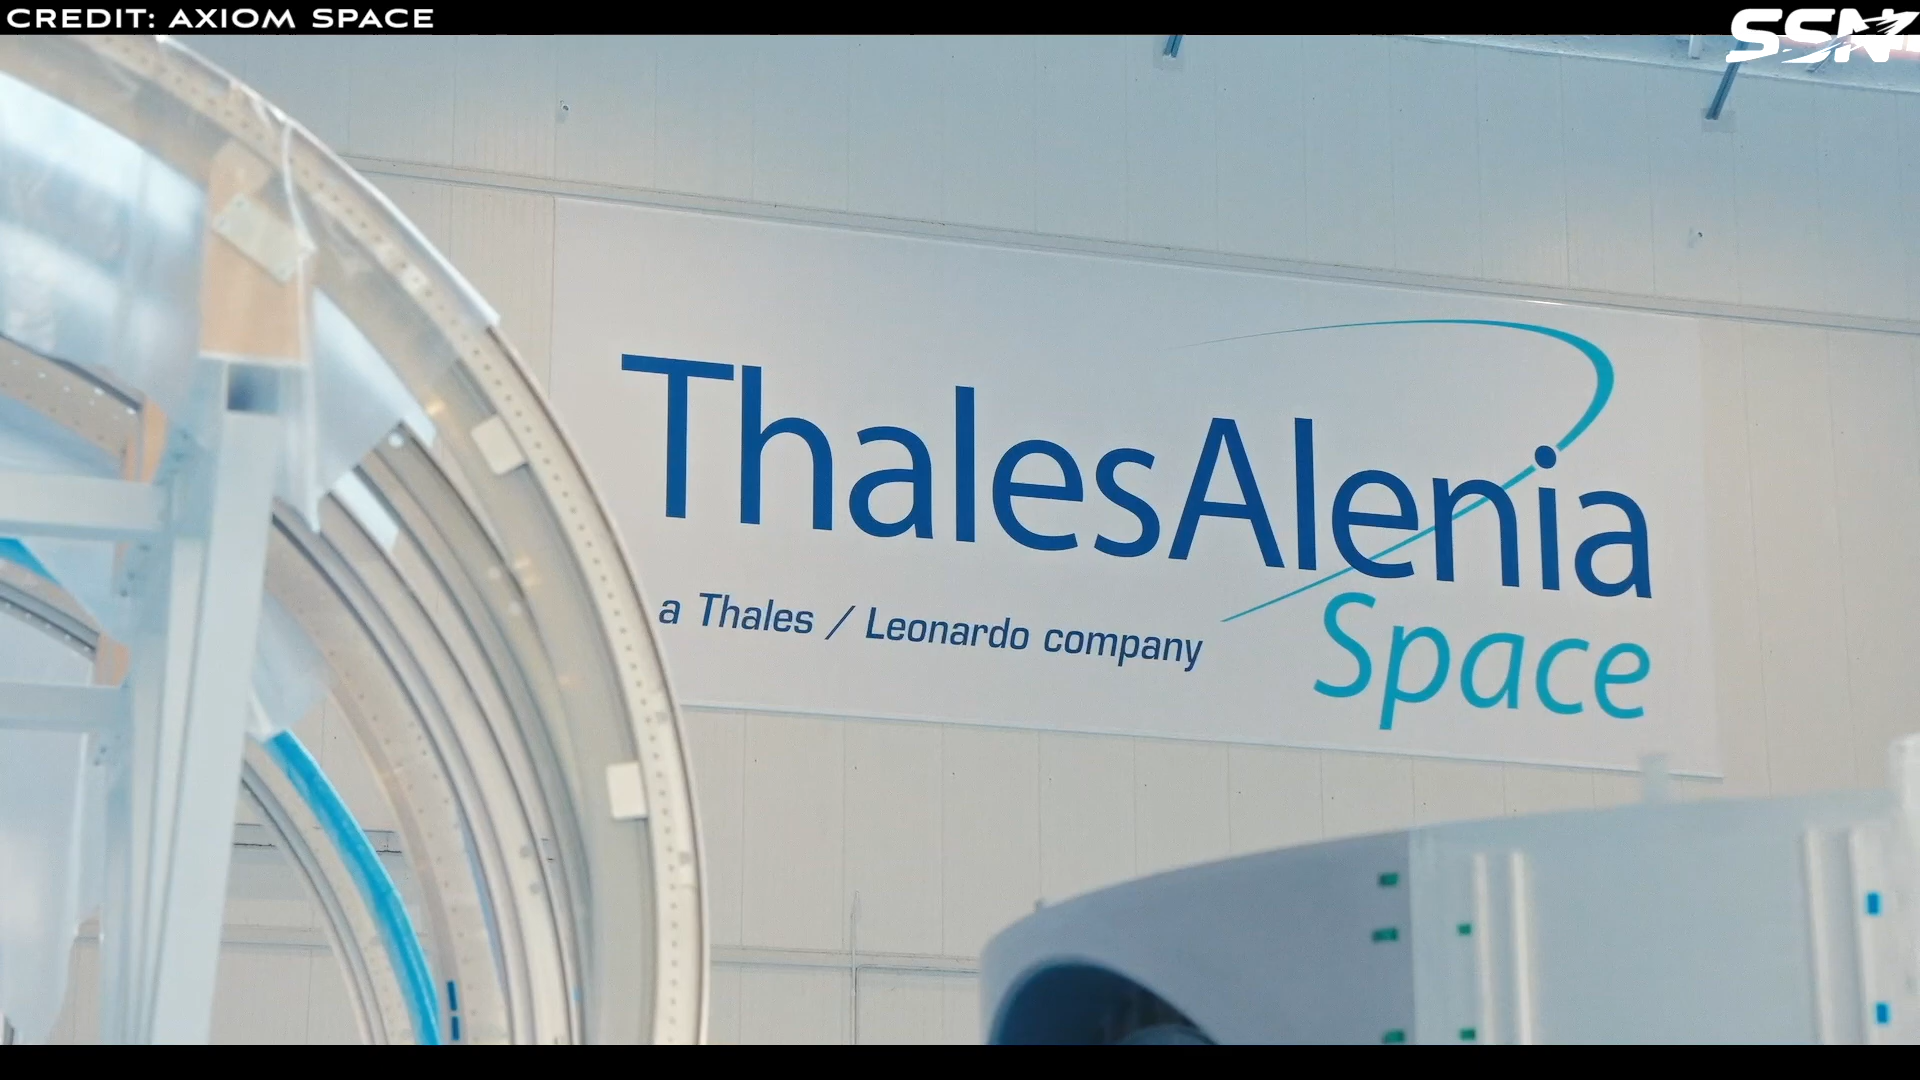 CREDIT: AXIOM SPACE
SSN
ThalesAlenia
a Thales / Leonardo company
Space